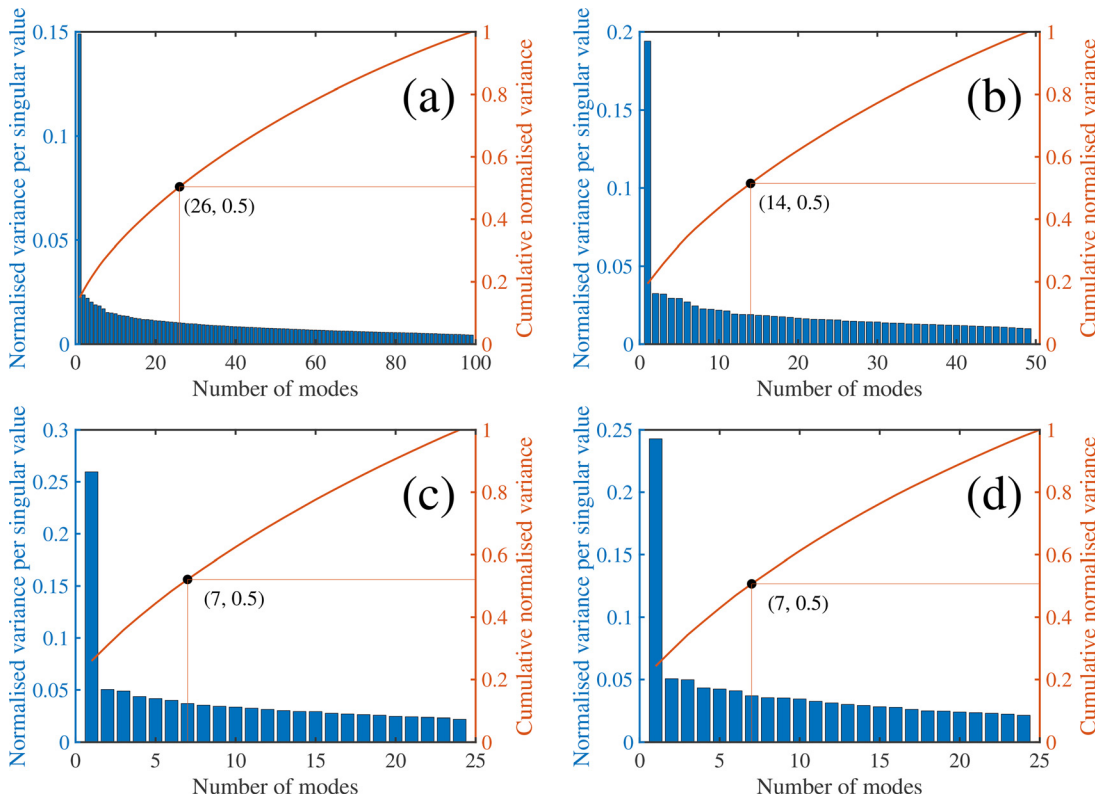 Normalised variance per singular value
0.15
0.1
0.05
0
(a)
(26, 0.5)
1
0.8
0.6
0.4
0.2
0
Cumulative normalised variance
0 20 40 60 80 100
Number of modes
Normalised variance per singular value
0.2
0.15
0.1
0.05
0
(b)
(14, 0.5)
1
0.8
0.6
0.4
0.2
0
Cumulative normalised variance
0 10 20 30 40 50
Number of modes
Normalised variance per singular value
0.3
0.25
0.2
0.15
0.1
0.05
0
(c)
(7, 0.5)
1
0.8
0.6
0.4
0.2
0
Cumulative normalised variance
0 5 10 15 20 25
Number of modes
Normalised variance per singular value
0.25
0.2
0.15
0.1
0.05
0
(d)
(7, 0.5)
1
0.8
0.6
0.4
0.2
0
Cumulative normalised variance
0 5 10 15 20 25
Number of modes